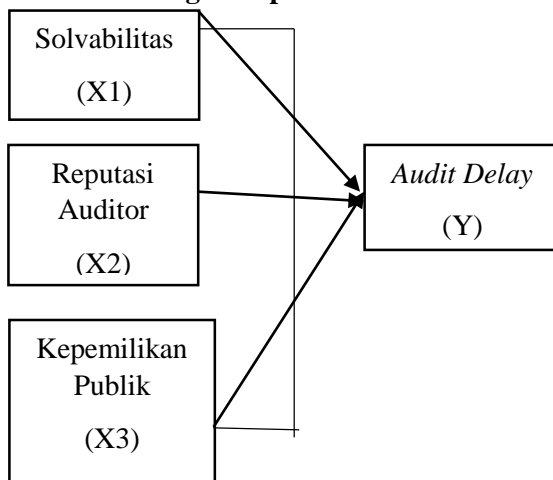 Solvabilitas
(X1)
Reputasi
Auditor
(X2)
Kepemilikan
Publik
(X3)
Audit Delay
(Y)